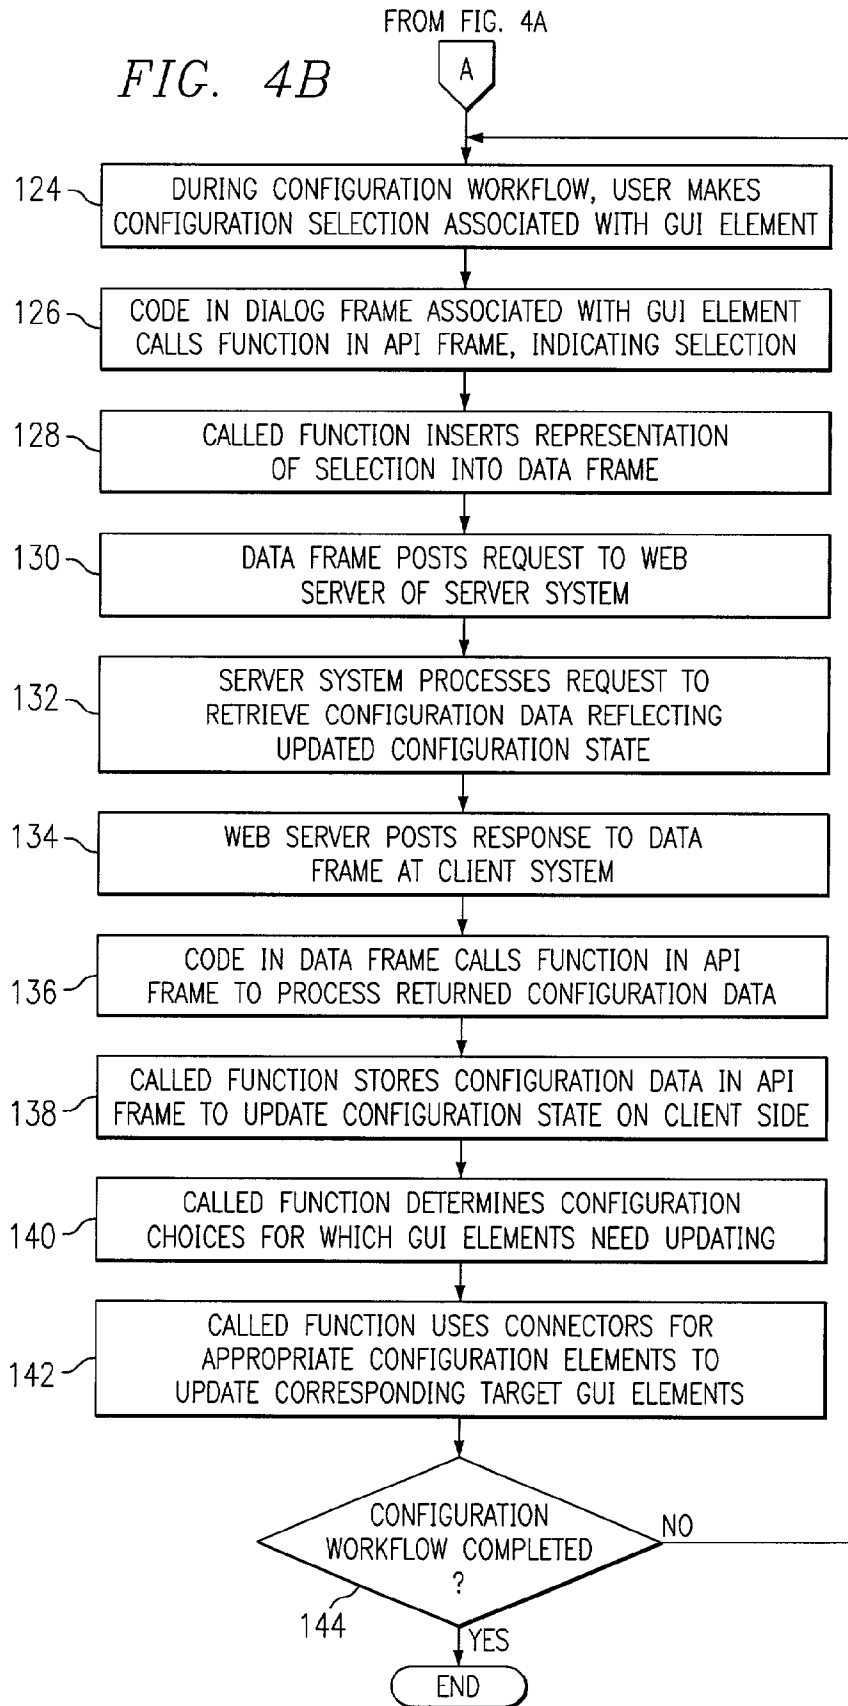 FROM FIG. 4A
FIG. 4B
A
124
DURING CONFIGURATION WORKFLOW, USER MAKES
CONFIGURATION SELECTION ASSOCIATED WITH GUI ELEMENT
126
CODE IN DIALOG FRAME ASSOCIATED WITH GUI ELEMENT
CALLS FUNCTION IN API FRAME, INDICATING SELECTION
128
CALLED FUNCTION INSERTS REPRESENTATION
OF SELECTION INTO DATA FRAME
130
DATA FRAME POSTS REQUEST TO WEB
SERVER OF SERVER SYSTEM
132
SERVER SYSTEM PROCESSES REQUEST TO
RETRIEVE CONFIGURATION DATA REFLECTING
UPDATED CONFIGURATION STATE
134
WEB SERVER POSTS RESPONSE TO DATA
FRAME AT CLIENT SYSTEM
136
CODE IN DATA FRAME CALLS FUNCTION IN API
FRAME TO PROCESS RETURNED CONFIGURATION DATA
138
CALLED FUNCTION STORES CONFIGURATION DATA IN API
FRAME TO UPDATE CONFIGURATION STATE ON CLIENT SIDE
140
CALLED FUNCTION DETERMINES CONFIGURATION
CHOICES FOR WHICH GUI ELEMENTS NEED UPDATING
142
CALLED FUNCTION USES CONNECTORS FOR
APPROPRIATE CONFIGURATION ELEMENTS TO
UPDATE CORRESPONDING TARGET GUI ELEMENTS
CONFIGURATION
WORKFLOW COMPLETED
?
NO
144
YES
END